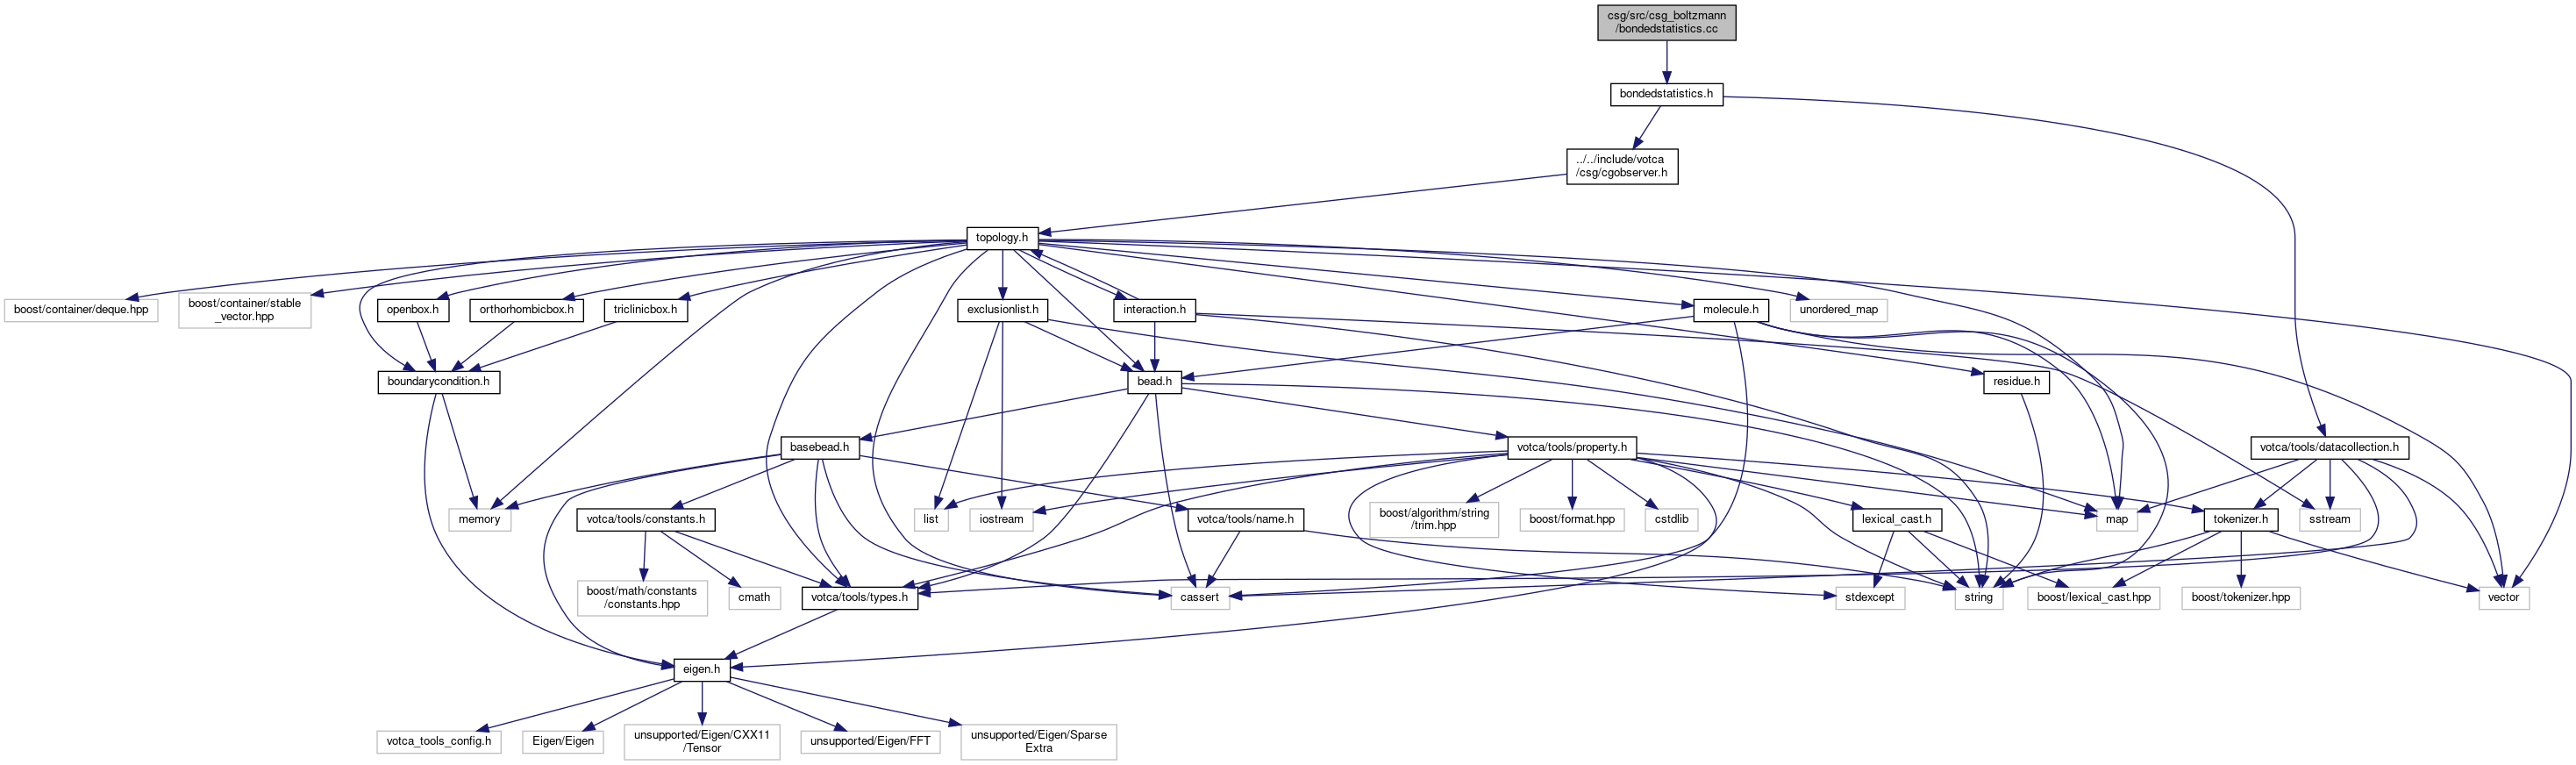 csg/src/csg_boltzmann
/bondedstatistics.cc
bondedstatistics.h
../../include/votca
/csg/cgobserver.h
topology.h
boost/container/deque.hpp
boost/container/stable
_vector.hpp
openbox.h
orthorhombicbox.h
triclinicbox.h
exclusionlist.h
interaction.h
molecule.h
unordered_map
boundarycondition.h
bead.h
residue.h
basebead.h
votca/tools/property.h
votca/tools/datacollection.h
memory
votca/tools/constants.h
list
iostream
votca/tools/name.h
boost/algorithm/string
/trim.hpp
boost/format.hpp
cstdlib
lexical_cast.h
map
tokenizer.h
sstream
boost/math/constants
/constants.hpp
cmath
votca/tools/types.h
cassert
stdexcept
string
boost/lexical_cast.hpp
boost/tokenizer.hpp
vector
eigen.h
votca_tools_config.h
Eigen/Eigen
unsupported/Eigen/CXX11
/Tensor
unsupported/Eigen/FFT
unsupported/Eigen/Sparse
Extra